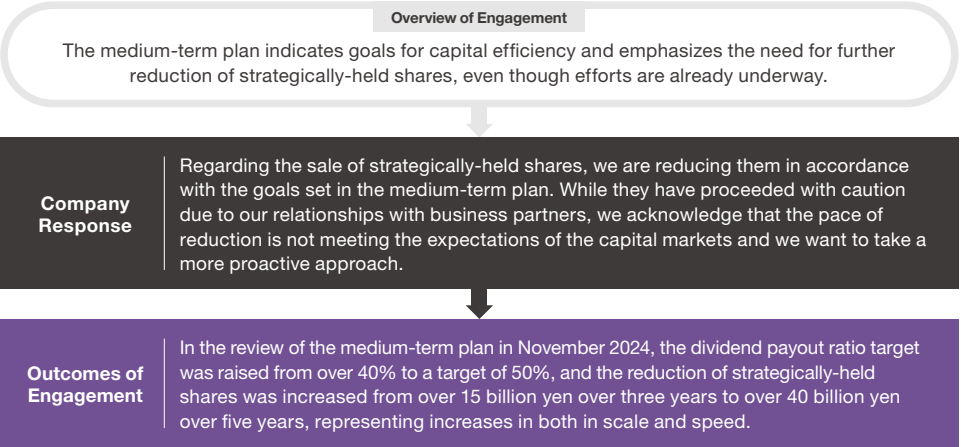 Overview of Engagement
The medium-term plan indicates goals for capital efficiency and emphasizes the need for further
reduction of strategically-held shares, even though efforts are already underway.
Company
Response
Regarding the sale of strategically-held shares, we are reducing them in accordance
with the goals set in the medium-term plan. While they have proceeded with caution
due to our relationships with business partners, we acknowledge that the pace of
reduction is not meeting the expectations of the capital markets and we want to take a
more proactive approach.
Outcomes of
Engagement
In the review of the medium-term plan in November 2024, the dividend payout ratio target
was raised from over 40% to a target of 50%, and the reduction of strategically-held
shares was increased from over 15 billion yen over three years to over 40 billion yen
over five years, representing increases in both in scale and speed.